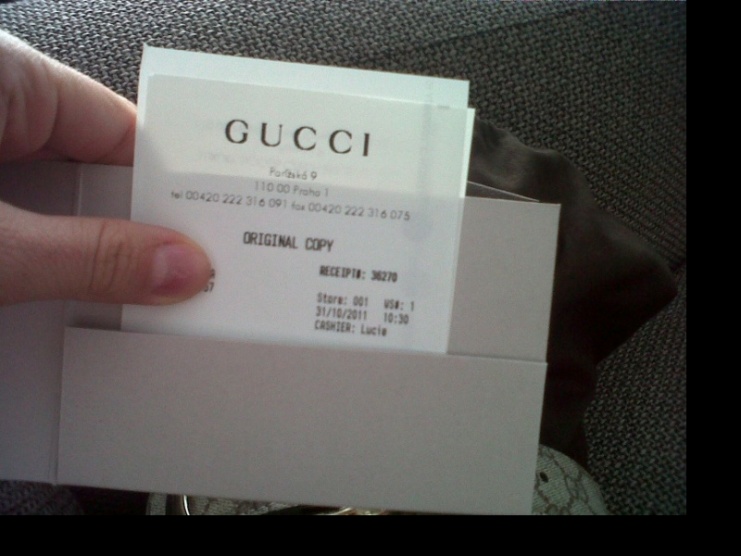 GUCCI
Pařížská 9
110 00 Praha 1
tel 00420 222 316 091 fax 00420 222 316 075
ORIGINAL COPY
RECEIPT#: 36270
Store: 001 WS#: 1
31/10/2011 10:30
CASHIER: Lucie